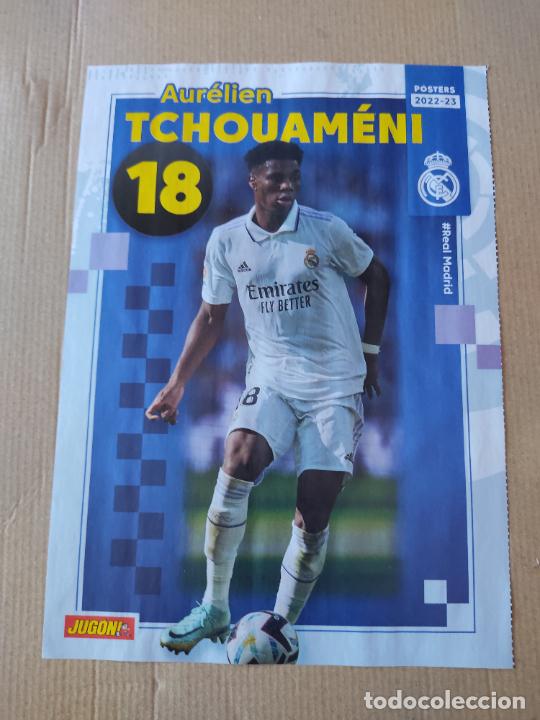 Aurélien
TCHOUAMÉNI
18
POSTERS
2022-23
#Real Madrid
adidas
Emirates
FLY BETTER
8
JUGON!
todocoleccion